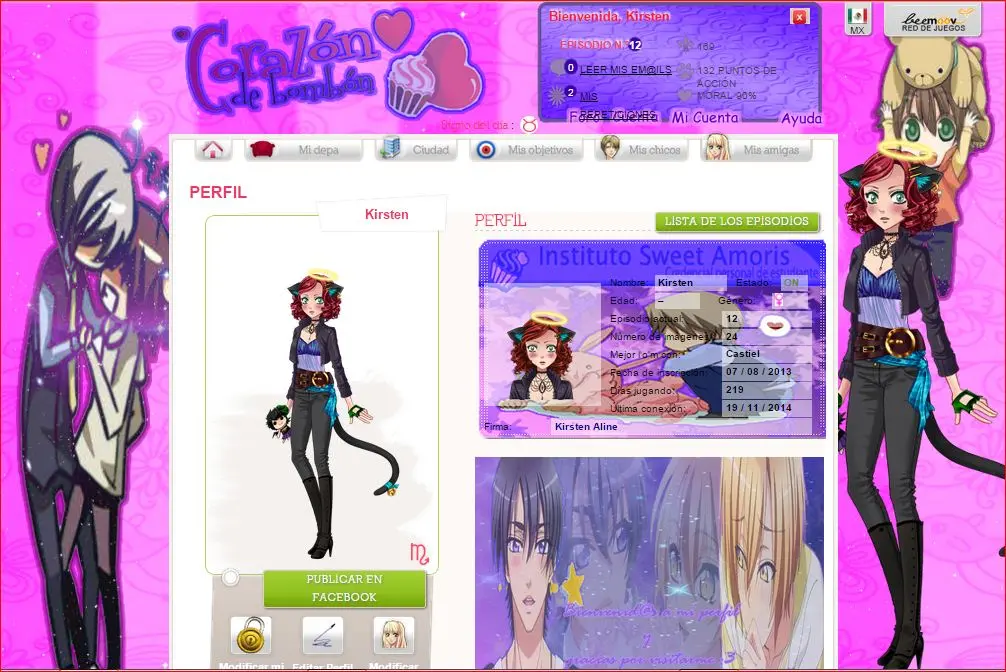 Corazón
de bombón
Bienvenida, Kirsten
EPISODIO N.° 12
169
0 LEER MIS EM@ILS
132 PUNTOS DE
ACCIÓN
2 MIS
REPETICIONES
MORAL 90%
Foro
Mi Cuenta
Ayuda
Signo del día :
MX
beemoov
RED DE JUEGOS
Mi depa
Ciudad
Mis objetivos
Mis chicos
Mis amigas
PERFIL
Kirsten
PERFIL
LISTA DE LOS EPISODIOS
Instituto Sweet Amoris
Credencial personal de estudiante
Nombre: Kirsten
Estado: ON
Edad: –
Género:
Episodio actual: 12
Número de imágenes: 24
Mejor lo'm con: Castiel
Fecha de inscripción: 07 / 08 / 2013
Días jugando: 219
Última conexión: 19 / 11 / 2014
Firma: Kirsten Aline
PUBLICAR EN
FACEBOOK
Bienvenid@s a mi perfil
y
gracias por visitarme<3
Modificar mi
Editar Perfil
Modificar